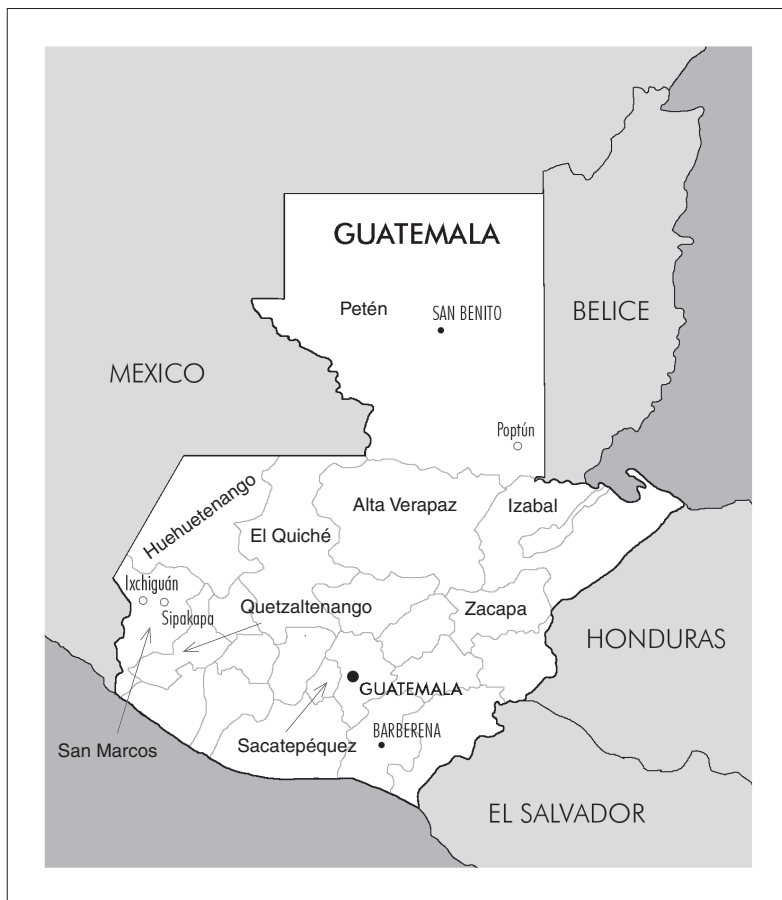 GUATEMALA
Petén
SAN BENITO
BELICE
MEXICO
Poptún
Huehuetenango
Alta Verapaz
Izabal
El Quiché
Ixchiguán
Sipakapa
Quetzaltenango
Zacapa
HONDURAS
GUATEMALA
BARBERENA
San Marcos
Sacatepéquez
EL SALVADOR